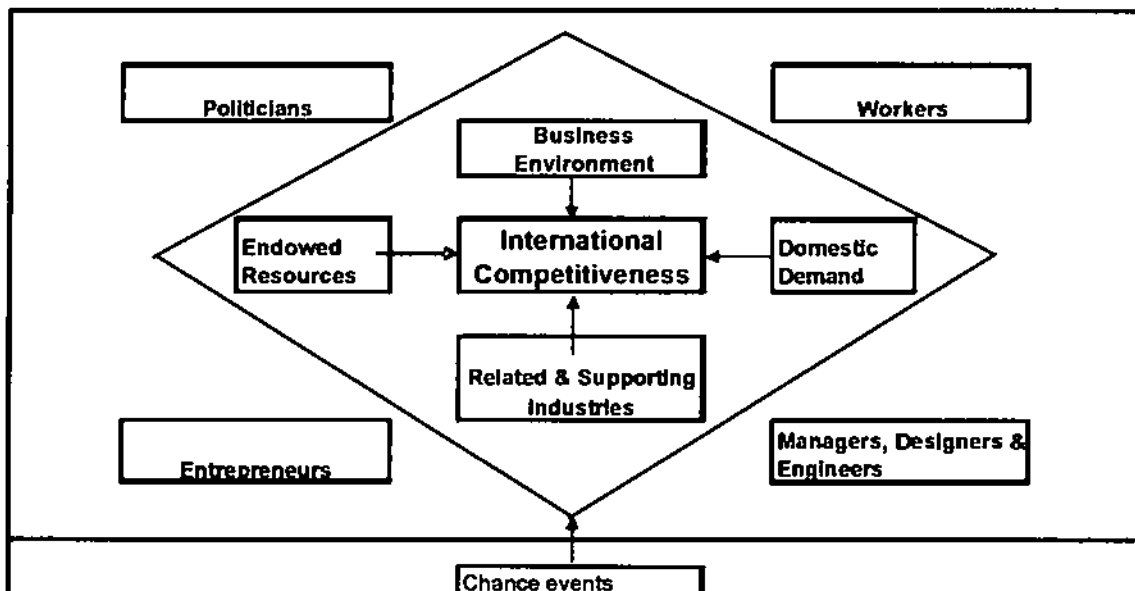 Politicians
Workers
Business
Environment
Endowed
Resources
International
Competitiveness
Domestic
Demand
Related & Supporting
Industries
Entrepreneurs
Managers, Designers &
Engineers
Chance events